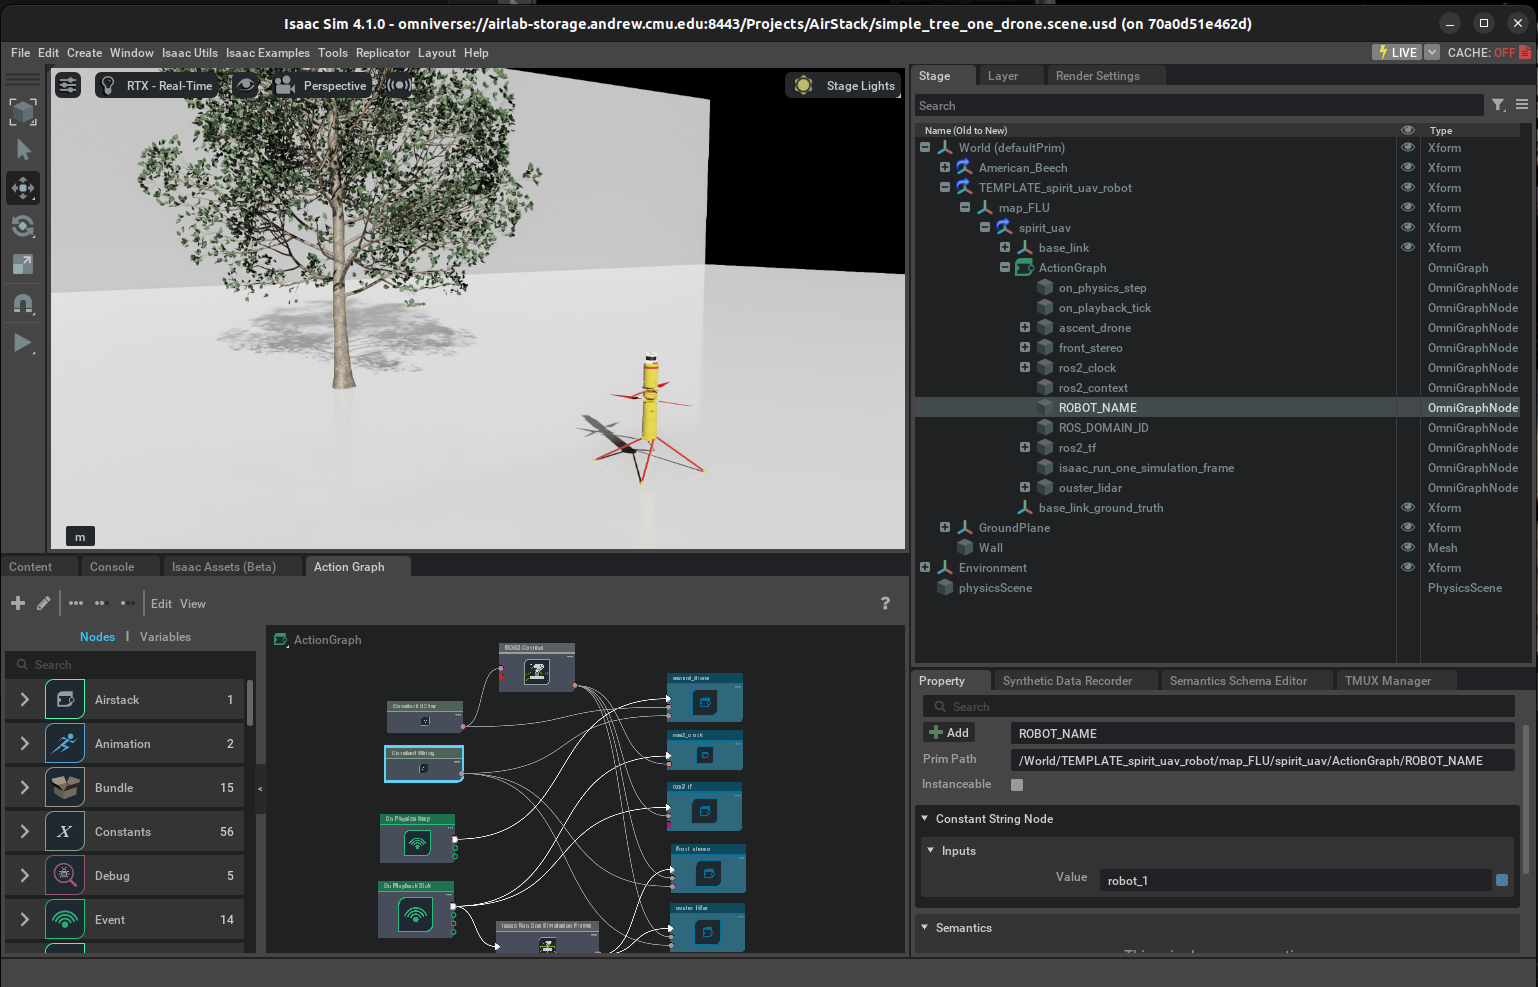 Isaac Sim 4.1.0 - omniverse://airlab-storage.andrew.cmu.edu:8443/Projects/AirStack/simple_tree_one_drone.scene.usd (on 70a0d51e462d)
File Edit Create Window Isaac Utils Isaac Examples Tools Replicator Layout Help
LIVE CACHE: OFF
RTX - Real-Time Perspective Stage Lights
m
Stage Layer Render Settings
Search
Name (Old to New) Type
World (defaultPrim) Xform
American_Beech Xform
TEMPLATE_spirit_uav_robot Xform
map_FLU Xform
spirit_uav Xform
base_link Xform
ActionGraph OmniGraph
on_physics_step OmniGraphNode
on_playback_tick OmniGraphNode
ascent_drone OmniGraphNode
front_stereo OmniGraphNode
ros2_clock OmniGraphNode
ros2_context OmniGraphNode
ROBOT_NAME OmniGraphNode
ROS_DOMAIN_ID OmniGraphNode
ros2_tf OmniGraphNode
isaac_run_one_simulation_frame OmniGraphNode
ouster_lidar OmniGraphNode
base_link_ground_truth Xform
GroundPlane Xform
Wall Mesh
Environment Xform
physicsScene PhysicsScene
Content Console Isaac Assets (Beta) Action Graph
Edit View ?
Nodes | Variables
Search
Airstack 1
Animation 2
Bundle 15
X Constants 56
Debug 5
Event 14
<
ActionGraph
ROS2 Context
ascent_drone
Constant String
ros2_clock
ros2 tf
On Physics Step
front stereo
On Playback Tick
ouster lidar
Isaac Run One Simulation Frame
Property Synthetic Data Recorder Semantics Schema Editor TMUX Manager
Search
Add ROBOT_NAME
Prim Path /World/TEMPLATE_spirit_uav_robot/map_FLU/spirit_uav/ActionGraph/ROBOT_NAME
Instanceable
Constant String Node
Inputs
Value robot_1
Semantics